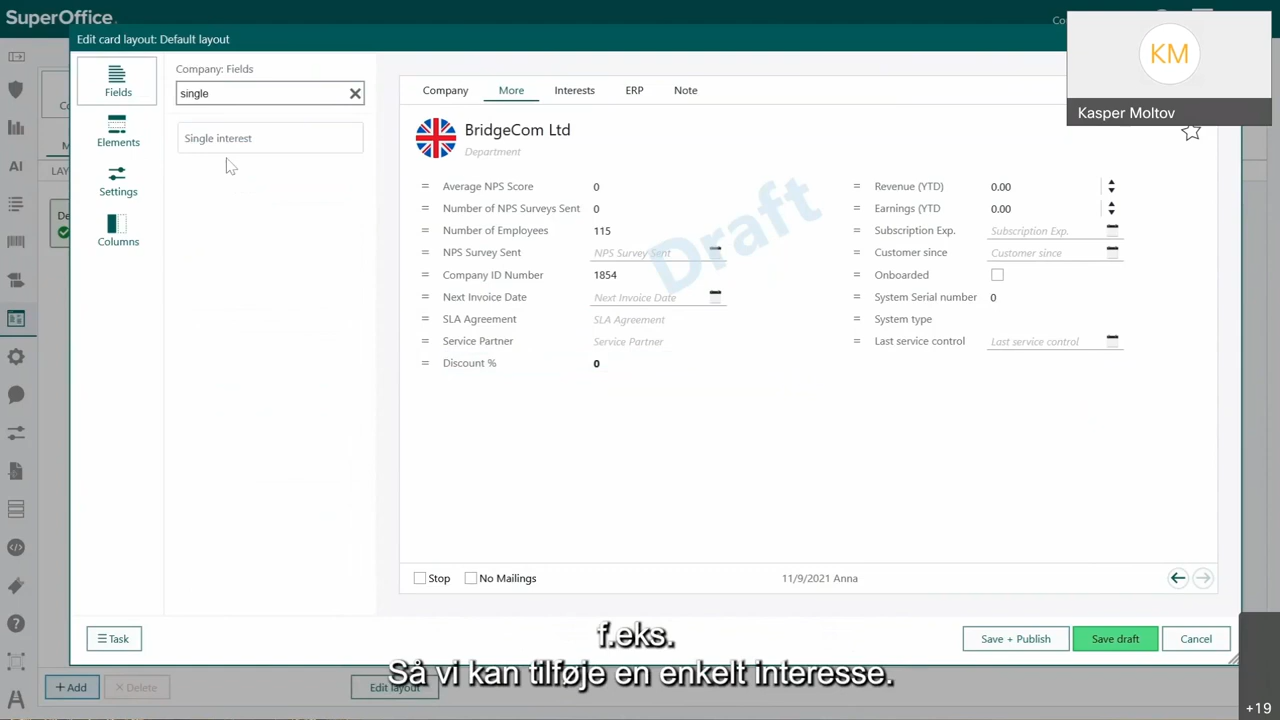 SuperOffice.
Edit card layout: Default layout
KM
Kasper Moltov
Fields
Elements
Settings
Columns
AI
Company: Fields
single
Single interest
Company More Interests ERP Note
BridgeCom Ltd
Department
Average NPS Score 0
Number of NPS Surveys Sent 0
Number of Employees 115
NPS Survey Sent NPS Survey Sent
Company ID Number 1854
Next Invoice Date Next Invoice Date
SLA Agreement SLA Agreement
Service Partner Service Partner
Discount % 0
Revenue (YTD) 0.00
Earnings (YTD 0.00
Subscription Exp. Subscription Exp.
Customer since Customer since
Onboarded
System Serial number 0
System type
Last service control Last service control
Draft
Stop No Mailings 11/9/2021 Anna
Task Save + Publish Save draft Cancel
+ Add Delete Edit layout
f.eks.
Så vi kan tilføje en enkelt interesse.
+19